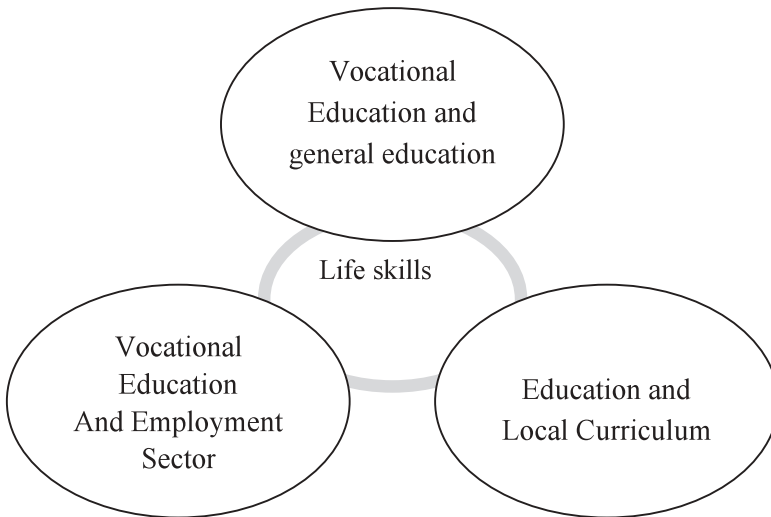 Vocational
Education and
general education
Life skills
Vocational
Education
And Employment
Sector
Education and
Local Curriculum